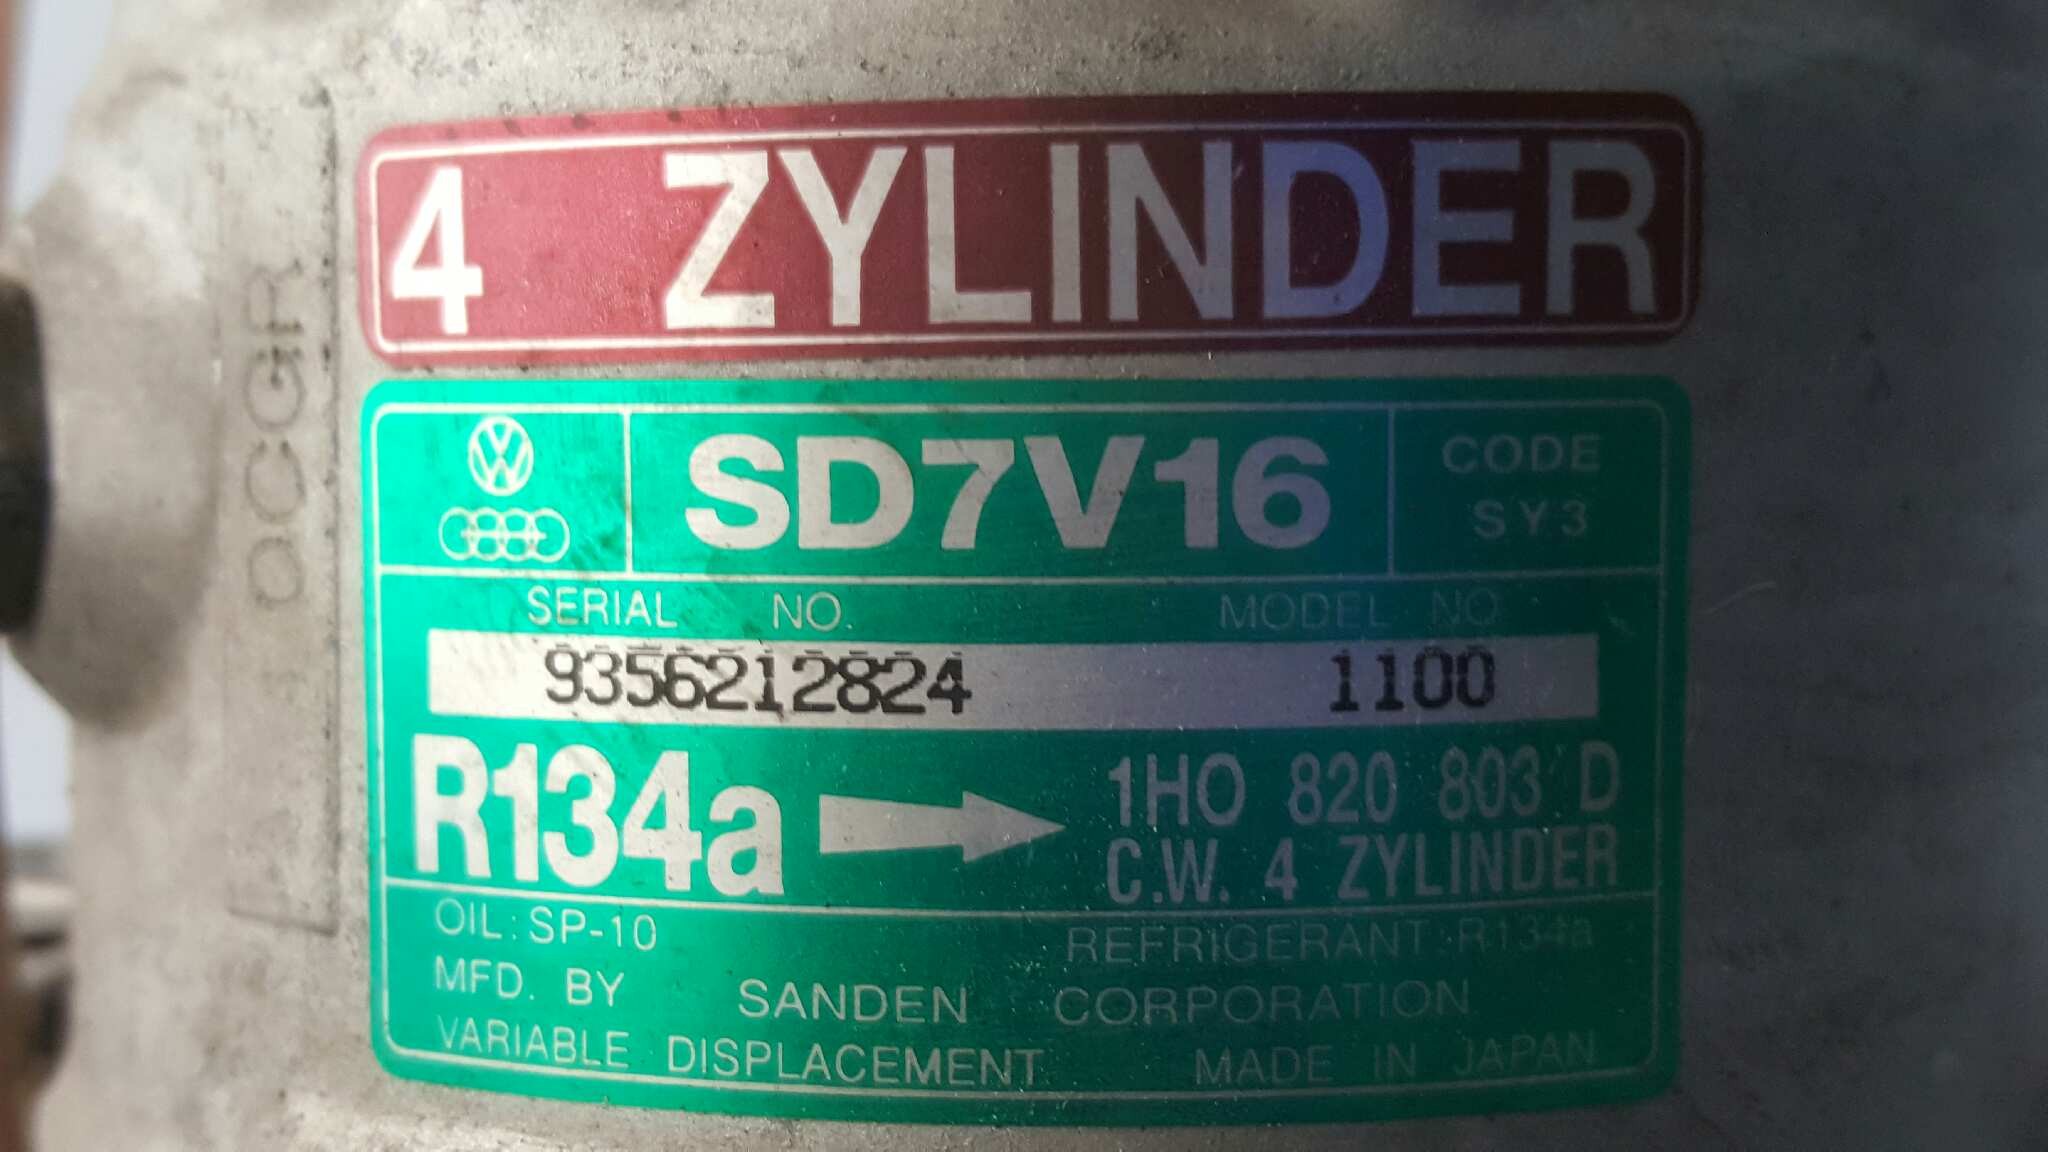 4 ZYLINDER
SD7V16
CODE
SY3
SERIAL NO.
MODEL NO
9356212824
1100
R134a
1HO 820 803 D
C.W. 4 ZYLINDER
OIL: SP-10
REFRIGERANT: R134a
MFD. BY SANDEN CORPORATION
VARIABLE DISPLACEMENT MADE IN JAPAN